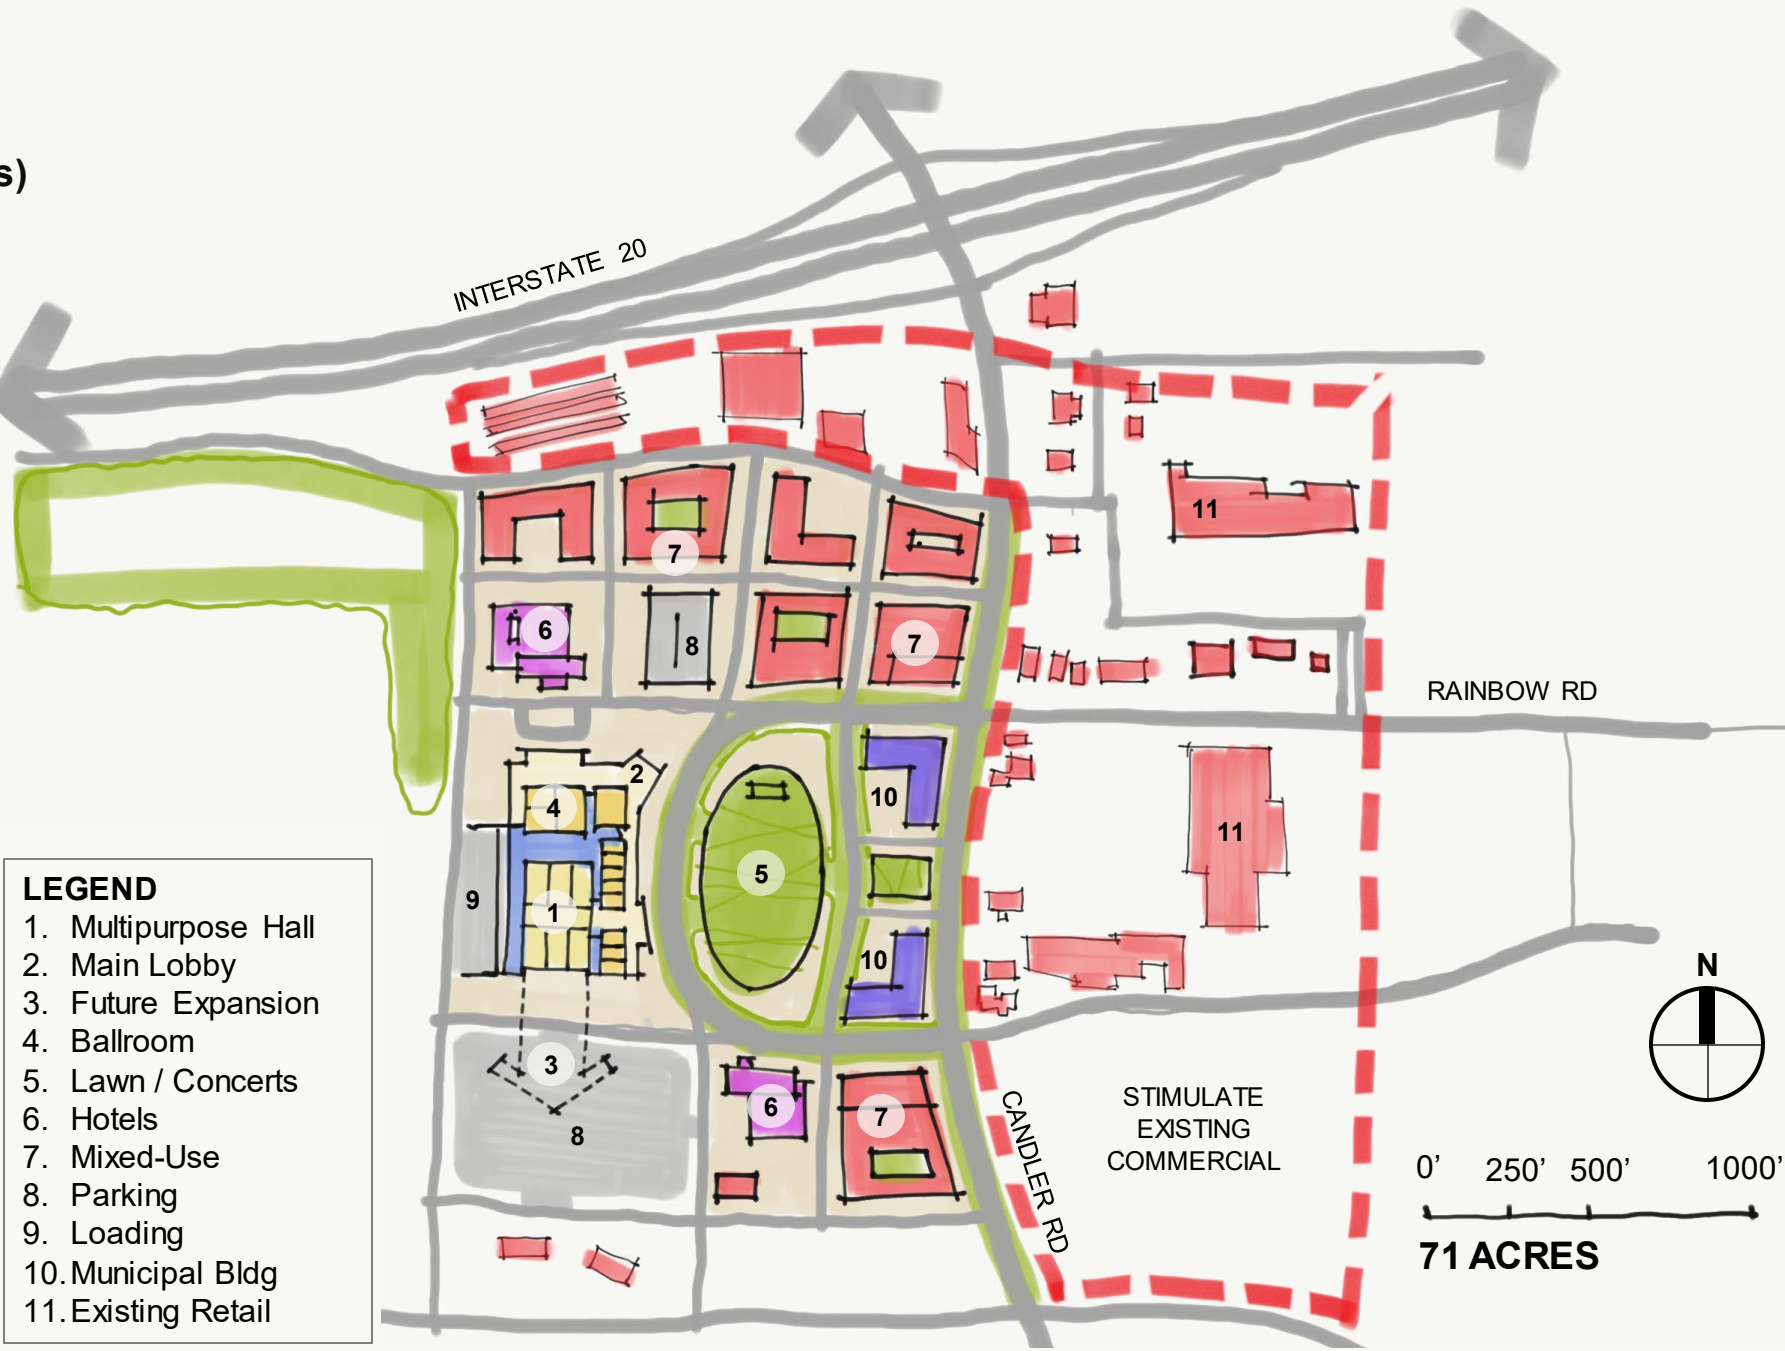 s)
INTERSTATE 20
11
7
6
8
7
RAINBOW RD
2
10
4
11
5
9
1
10
LEGEND
1. Multipurpose Hall
2. Main Lobby
3. Future Expansion
4. Ballroom
5. Lawn / Concerts
6. Hotels
7. Mixed-Use
8. Parking
9. Loading
10. Municipal Bldg
11. Existing Retail
3
6
7
8
CANDLER RD
STIMULATE
EXISTING
COMMERCIAL
N
0’ 250’ 500’ 1000’
71 ACRES